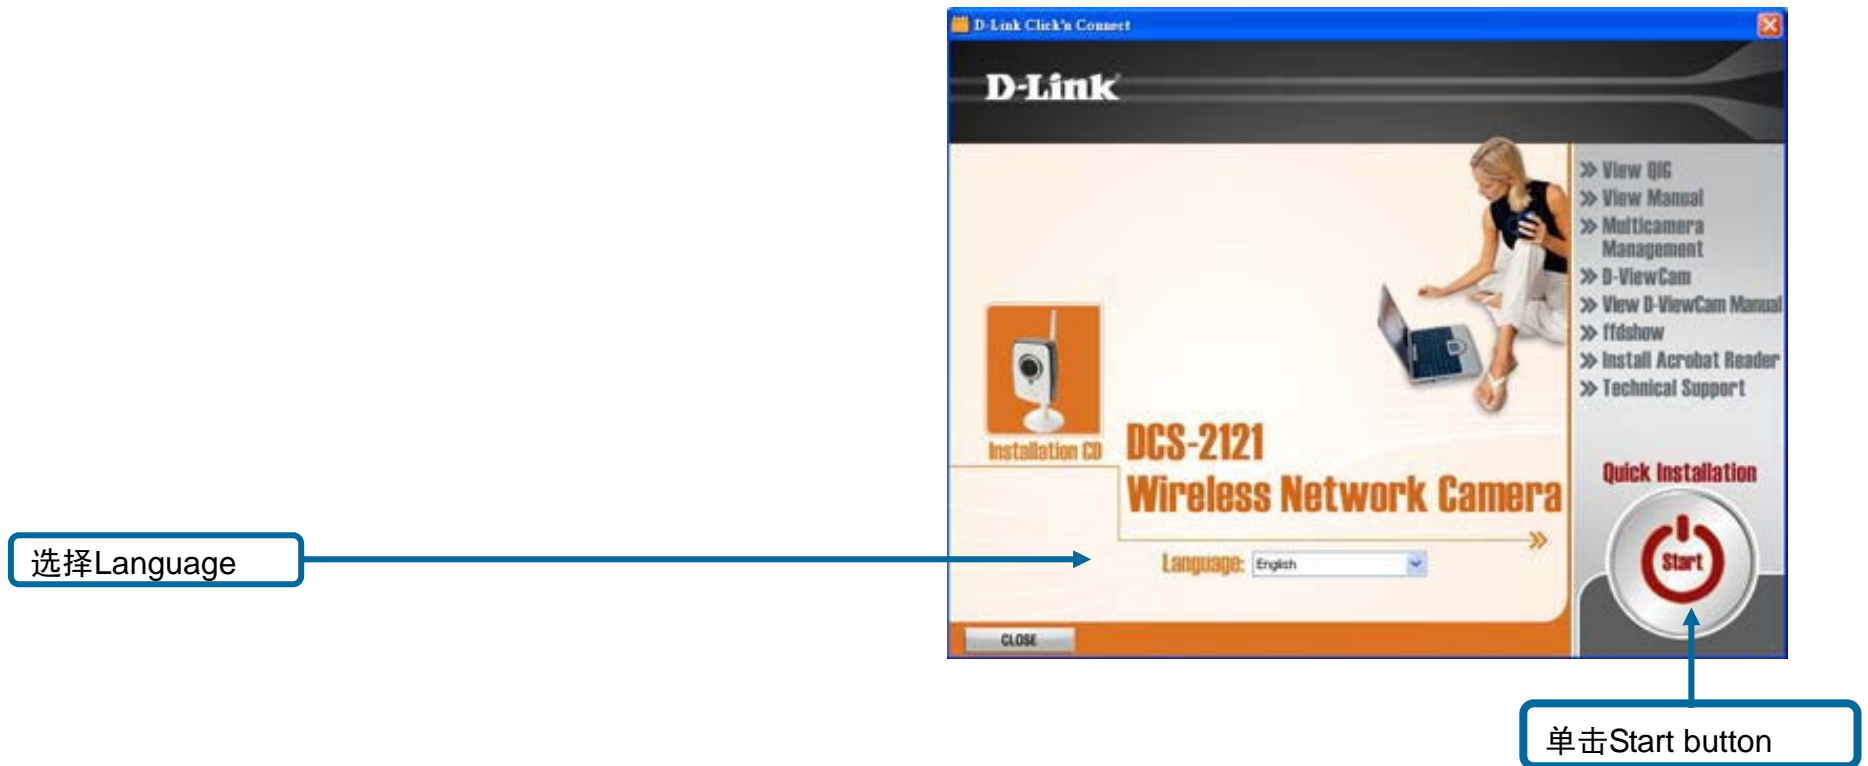 D-Link Click'n Connect
D-Link
» View QIG
» View Manual
» Multicamera
Management
» D-ViewCam
» View D-ViewCam Manual
» ffdshow
» Install Acrobat Reader
» Technical Support
Installation CD
DCS-2121
Wireless Network Camera
»
Quick Installation
Start
选择Language
Language: English
CLOSE
单击Start button